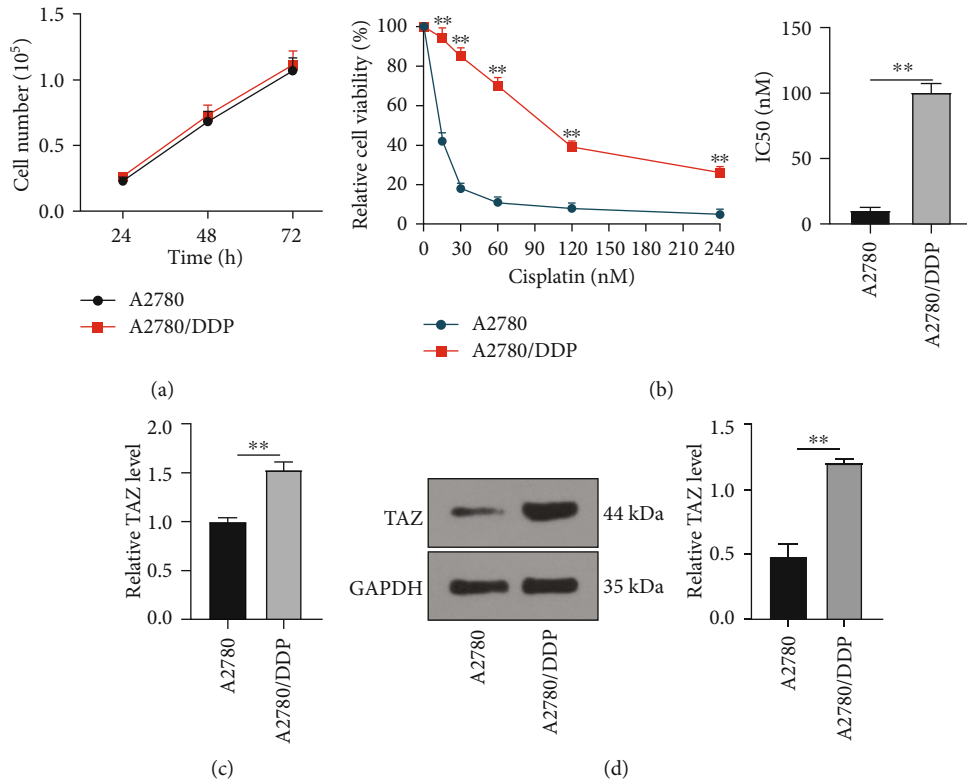 Cell number (10⁵)
1.5
1.0
0.5
0.0
24
48
72
Time (h)
A2780
A2780/DDP
(a)
Relative cell viability (%)
100
80
60
40
20
0
**
**
**
**
**
0
30
60
90
120
150
180
210
240
Cisplatin (nM)
A2780
A2780/DDP
IC50 (nM)
150
100
50
0
**
A2780
A2780/DDP
(b)
Relative TAZ level
2.0
1.5
1.0
0.5
0.0
**
A2780
A2780/DDP
(c)
TAZ
44 kDa
GAPDH
35 kDa
A2780
A2780/DDP
Relative TAZ level
1.5
1.0
0.5
0.0
**
A2780
A2780/DDP
(d)